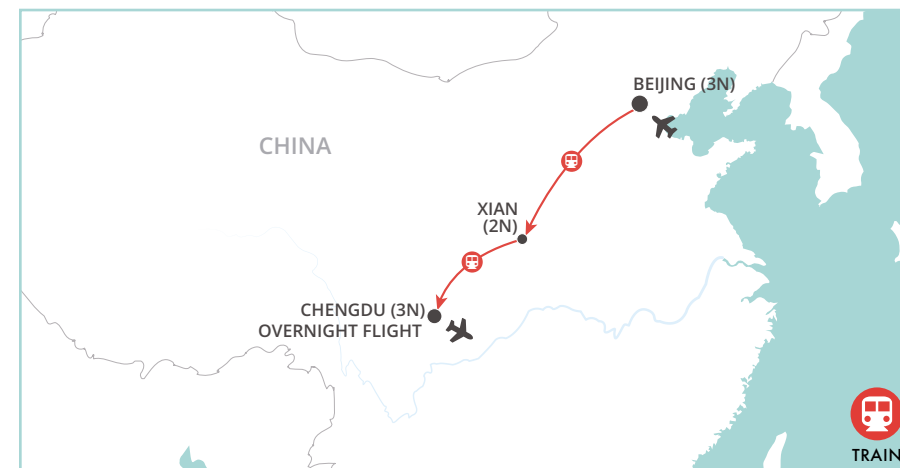 BEIJING (3N)
CHINA
XIAN
(2N)
CHENGDU (3N)
OVERNIGHT FLIGHT
TRAIN